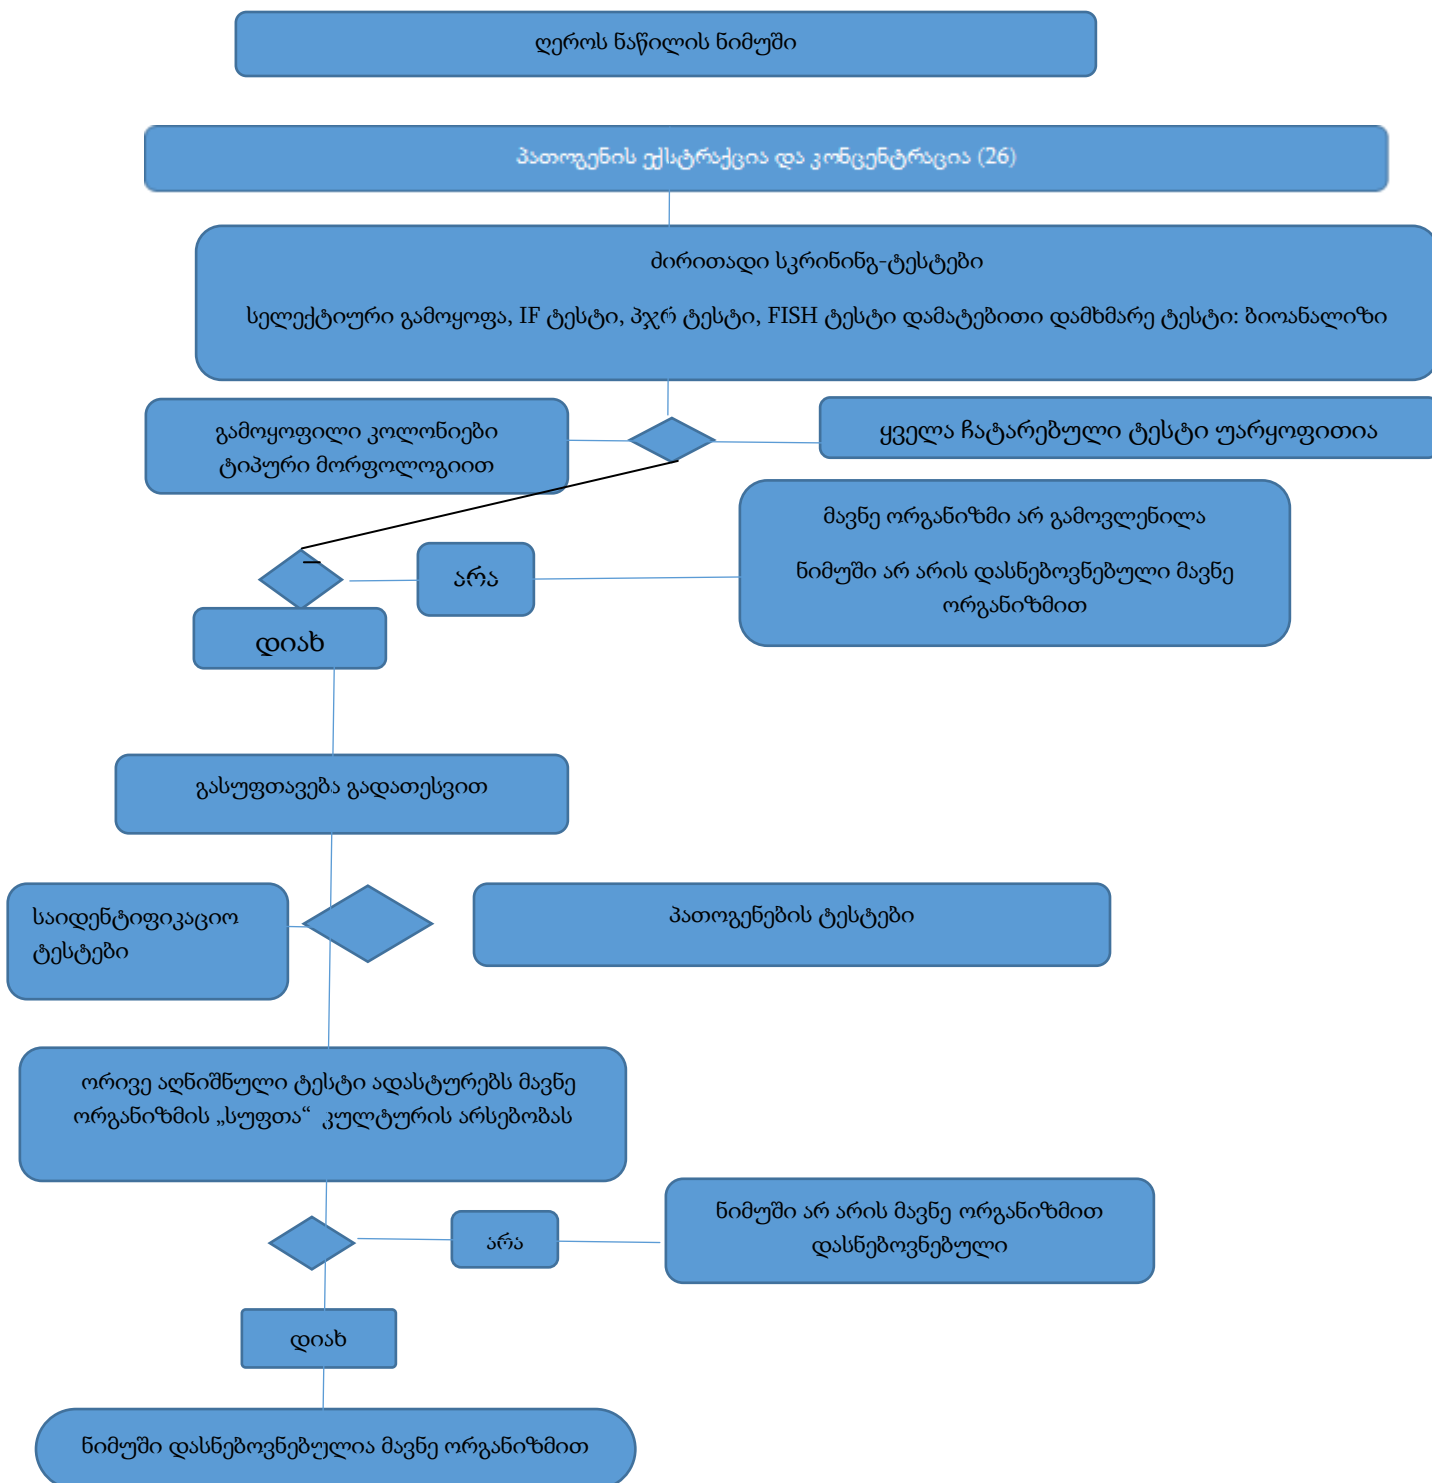 ღეროს ნაწილის ნიმუში
პათოგენის ექსტრაქცია და კონცენტრაცია (26)
ძირითადი სკრინინგ-ტესტები
სელექტიური გამოყოფა, IF ტესტი, პჯრ ტესტი, FISH ტესტი დამატებითი დამხმარე ტესტი: ბიოანალიზი
გამოყოფილი კოლონიები
ტიპური მორფოლოგიით
ყველა ჩატარებული ტესტი უარყოფითია
მავნე ორგანიზმი არ გამოვლენილა
ნიმუში არ არის დასნებოვნებული მავნე
ორგანიზმით
არა
დიახ
გასუფთავება გადათესვით
საიდენტიფიკაციო
ტესტები
პათოგენების ტესტები
ორივე აღნიშნული ტესტი ადასტურებს მავნე
ორგანიზმის „სუფთა“ კულტურის არსებობას
ნიმუში არ არის მავნე ორგანიზმით
დასნებოვნებული
არა
დიახ
ნიმუში დასნებოვნებულია მავნე ორგანიზმით